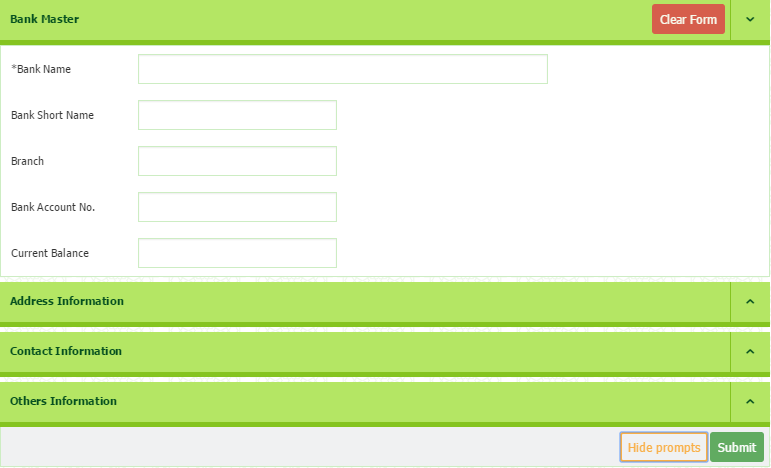 Bank Master Clear Form
*Bank Name
Bank Short Name
Branch
Bank Account No.
Current Balance
Address Information
Contact Information
Others Information
Hide prompts Submit